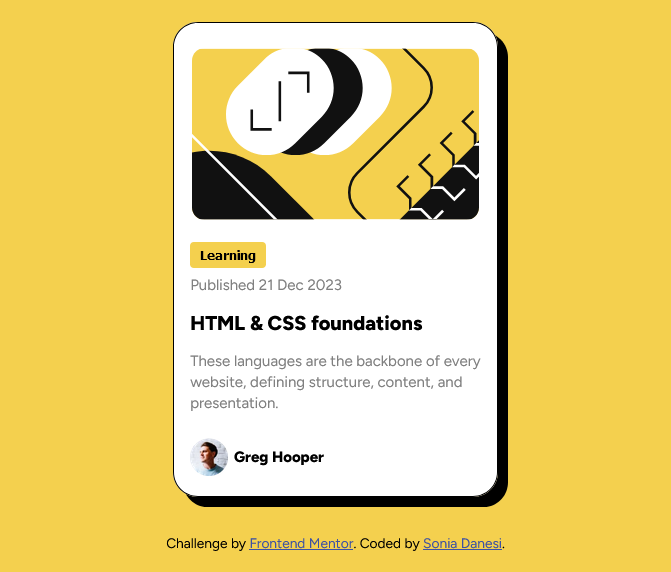 Learning
Published 21 Dec 2023
HTML & CSS foundations
These languages are the backbone of every
website, defining structure, content, and
presentation.
Greg Hooper
Challenge by Frontend Mentor. Coded by Sonia Danesi.